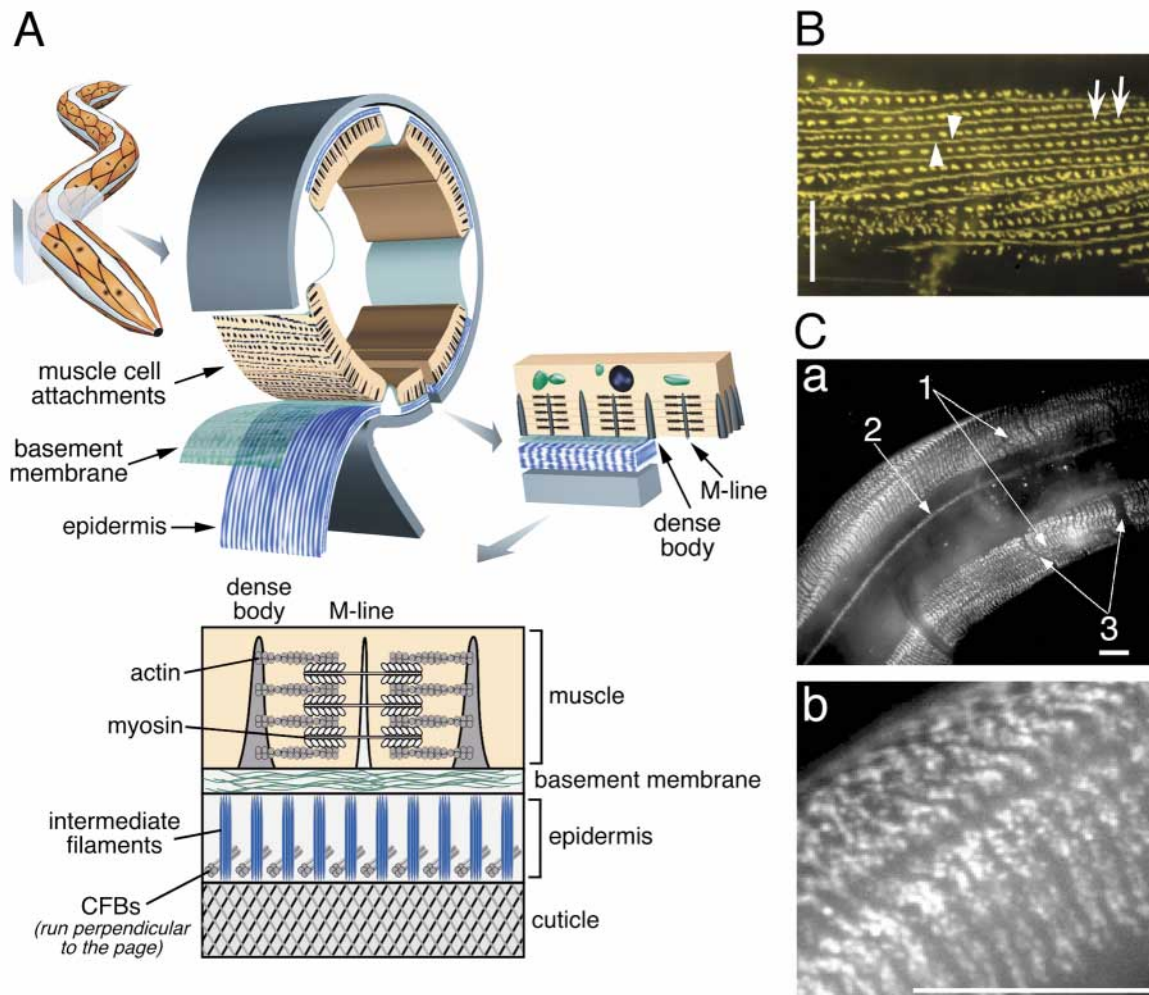 A
muscle cell
attachments
basement
membrane
epidermis
M-line
dense
body
dense
body
M-line
actin
myosin
muscle
basement membrane
intermediate
filaments
epidermis
CFBs
(run perpendicular
to the page)
cuticle
B
C
a
1
2
3
b